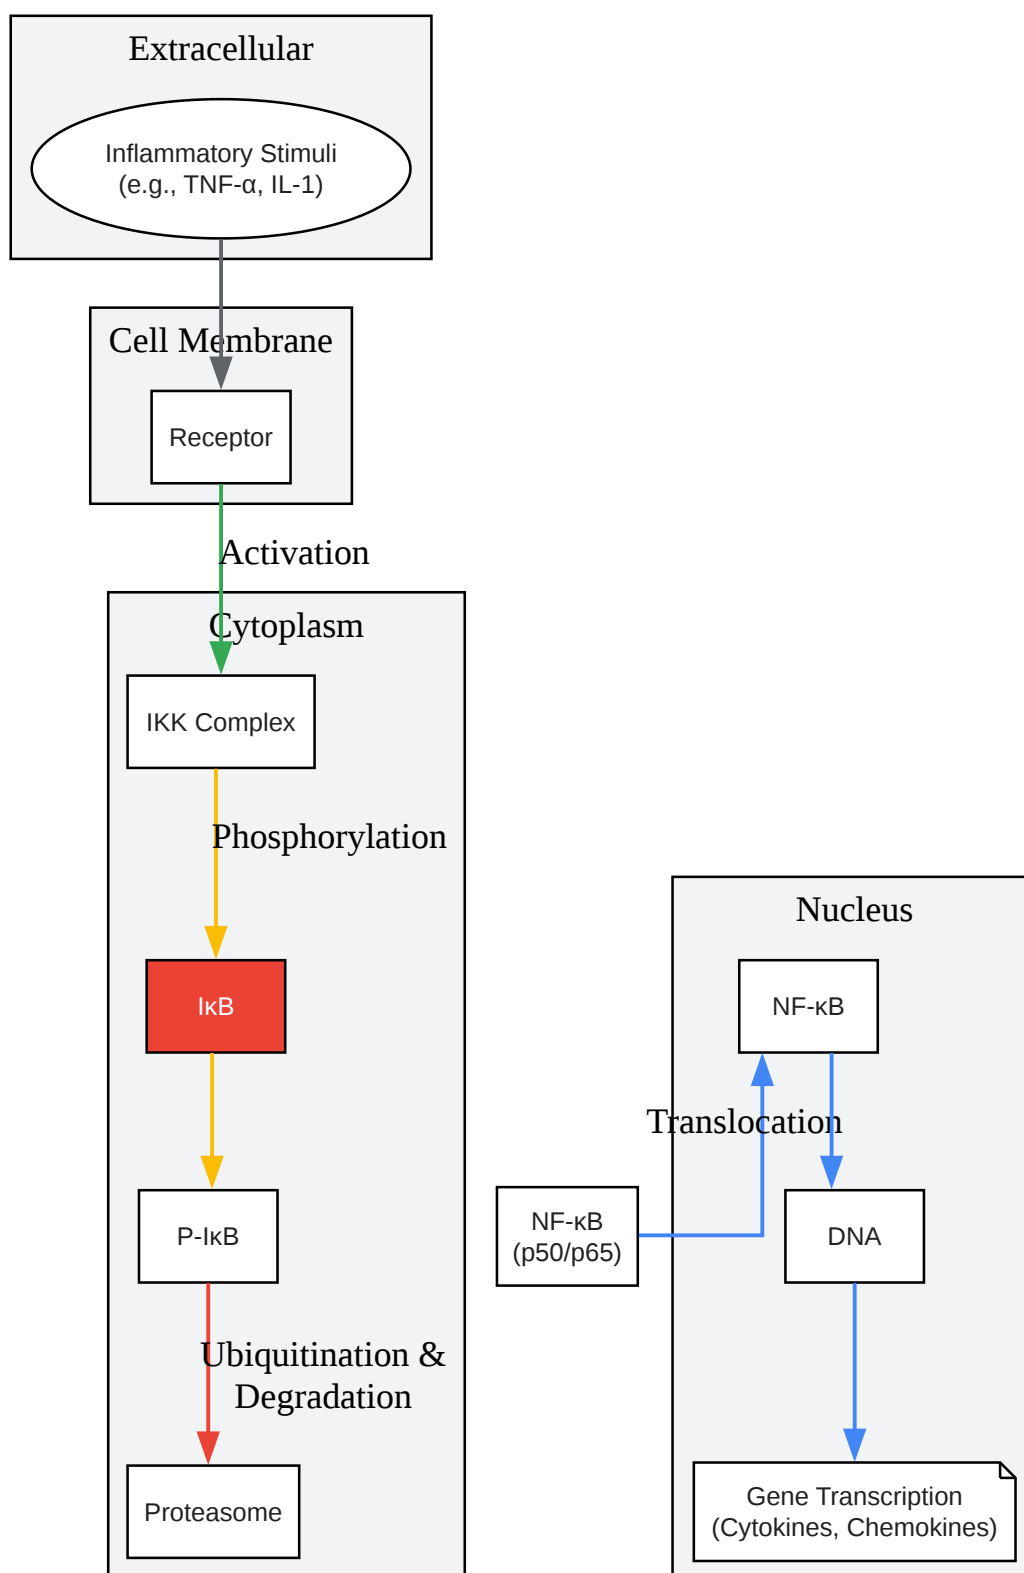 Extracellular
Inflammatory Stimuli
(e.g., TNF-α, IL-1)
Cell Membrane
Receptor
Activation
Cytoplasm
IKK Complex
Phosphorylation
IκB
P-IκB
Ubiquitination &
Degradation
Proteasome
Nucleus
NF-κB
Translocation
NF-κB
(p50/p65)
DNA
Gene Transcription
(Cytokines, Chemokines)